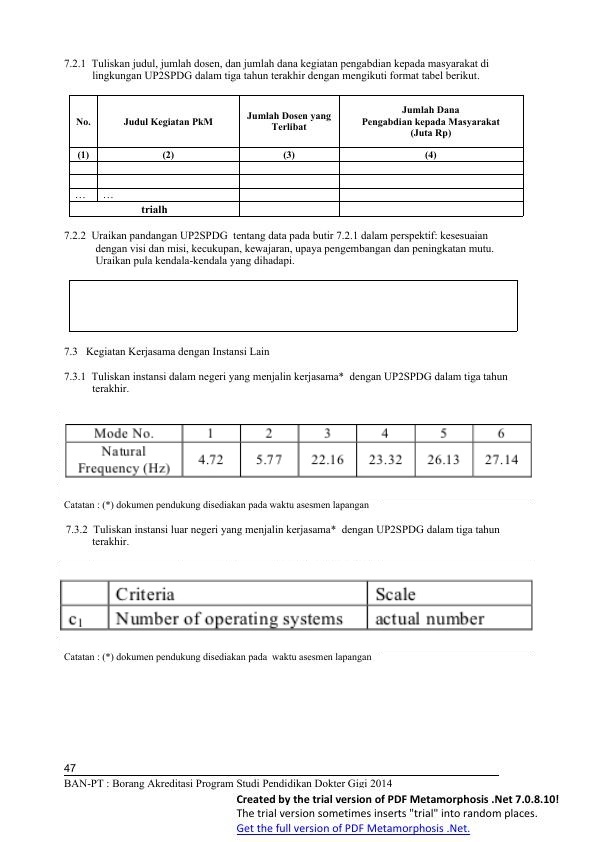 7.2.1 Tuliskan judul, jumlah dosen, dan jumlah dana kegiatan pengabdian kepada masyarakat di
lingkungan UP2SPDG dalam tiga tahun terakhir dengan mengikuti format tabel berikut.
No. Judul Kegiatan PkM Jumlah Dosen yang Terlibat Jumlah Dana Pengabdian kepada Masyarakat (Juta Rp)
(1) (2) (3) (4)
… …
trialh
7.2.2 Uraikan pandangan UP2SPDG tentang data pada butir 7.2.1 dalam perspektif: kesesuaian
dengan visi dan misi, kecukupan, kewajaran, upaya pengembangan dan peningkatan mutu.
Uraikan pula kendala-kendala yang dihadapi.
7.3 Kegiatan Kerjasama dengan Instansi Lain
7.3.1 Tuliskan instansi dalam negeri yang menjalin kerjasama* dengan UP2SPDG dalam tiga tahun
terakhir.
Mode No. 1 2 3 4 5 6
Natural Frequency (Hz) 4.72 5.77 22.16 23.32 26.13 27.14
Catatan : (*) dokumen pendukung disediakan pada waktu asesmen lapangan
7.3.2 Tuliskan instansi luar negeri yang menjalin kerjasama* dengan UP2SPDG dalam tiga tahun
terakhir.
Criteria Scale
c1 Number of operating systems actual number
Catatan : (*) dokumen pendukung disediakan pada waktu asesmen lapangan
47
BAN-PT : Borang Akreditasi Program Studi Pendidikan Dokter Gigi 2014
Created by the trial version of PDF Metamorphosis .Net 7.0.8.10!
The trial version sometimes inserts "trial" into random places.
Get the full version of PDF Metamorphosis .Net.